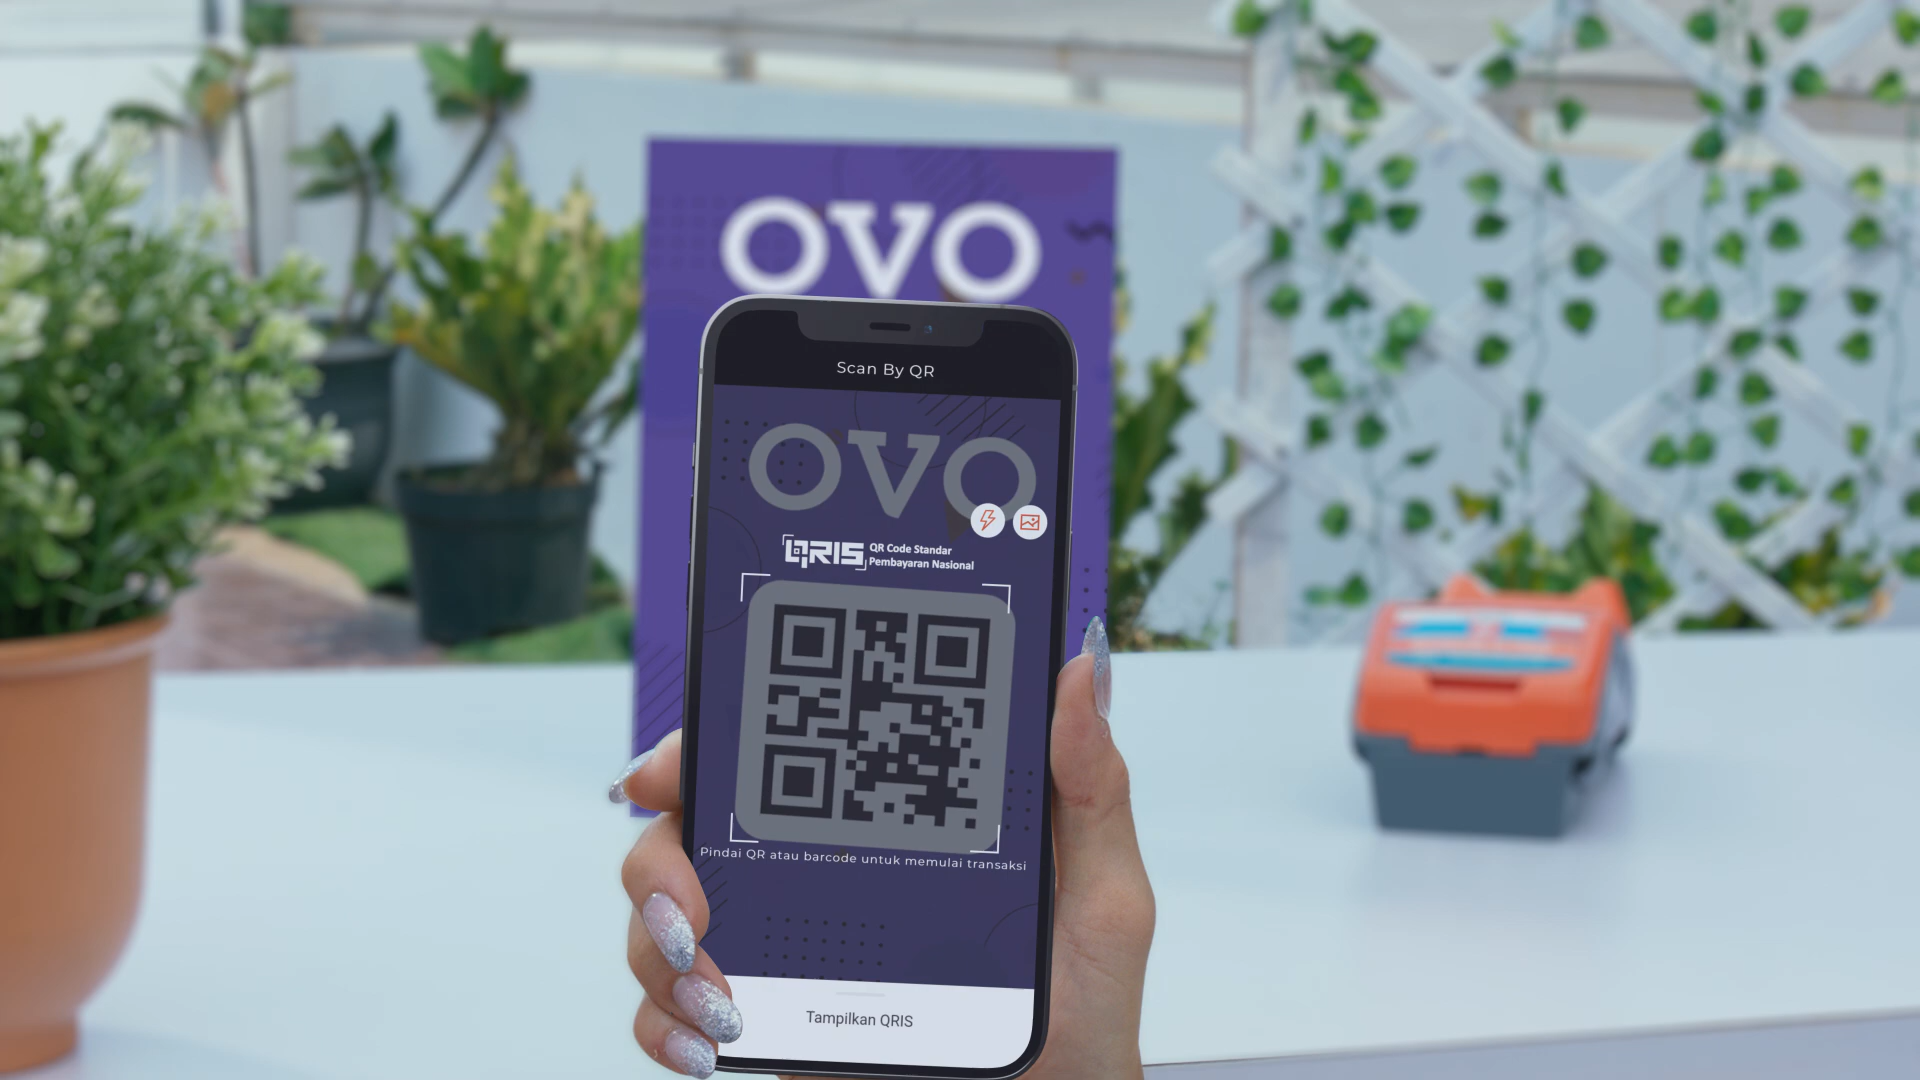 OVO
Scan By QR
OVO
QRIS QR Code Standar
Pembayaran Nasional
Pindai QR atau barcode untuk memulai transaksi
Tampilkan QRIS